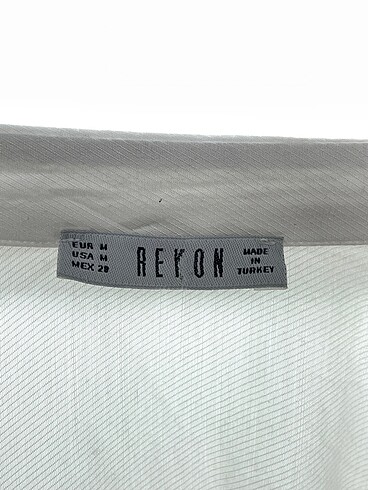 EUR M
USA M
MEX 28
REYON
MADE
IN
TURKEY